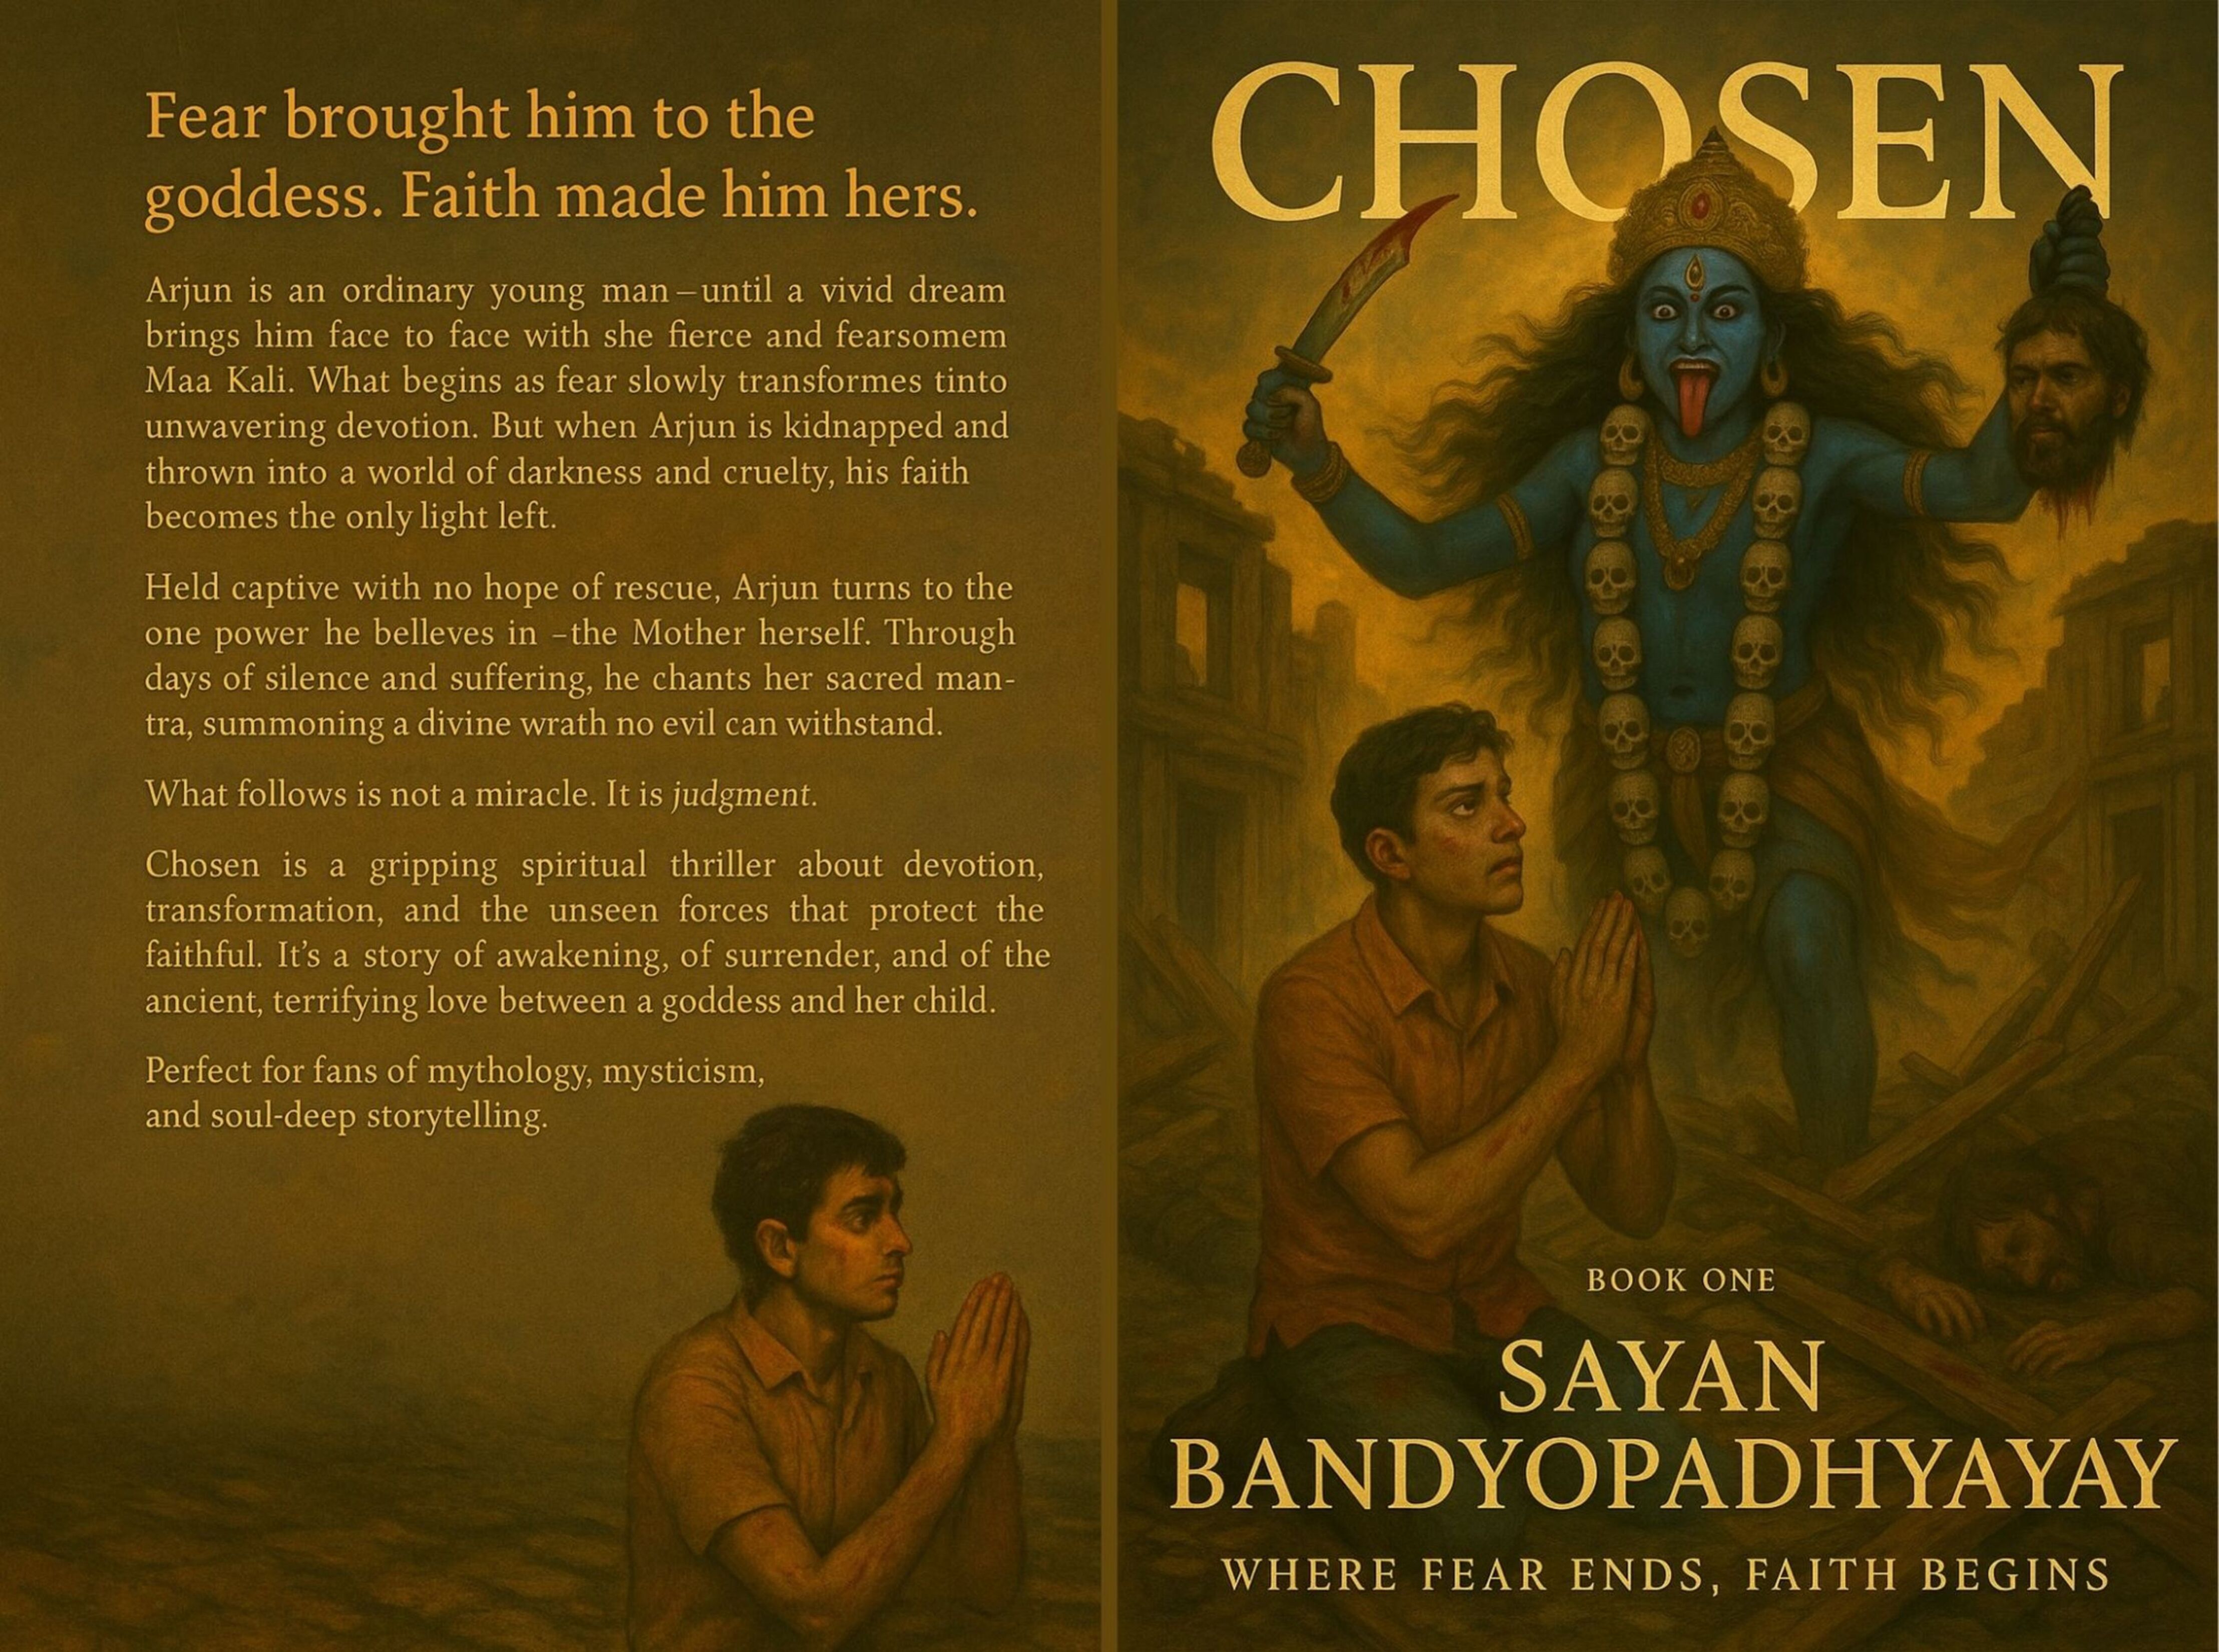 Fear brought him to the
goddess. Faith made him hers.
Arjun is an ordinary young man–until a vivid dream
brings him face to face with she fierce and fearsomem
Maa Kali. What begins as fear slowly transformes tinto
unwavering devotion. But when Arjun is kidnapped and
thrown into a world of darkness and cruelty, his faith
becomes the only light left.
Held captive with no hope of rescue, Arjun turns to the
one power he belleves in –the Mother herself. Through
days of silence and suffering, he chants her sacred man-
tra, summoning a divine wrath no evil can withstand.
What follows is not a miracle. It is judgment.
Chosen is a gripping spiritual thriller about devotion,
transformation, and the unseen forces that protect the
faithful. It’s a story of awakening, of surrender, and of the
ancient, terrifying love between a goddess and her child.
Perfect for fans of mythology, mysticism,
and soul-deep storytelling.
CHOSEN
BOOK ONE
SAYAN
BANDYOPADHYAYAY
WHERE FEAR ENDS, FAITH BEGINS